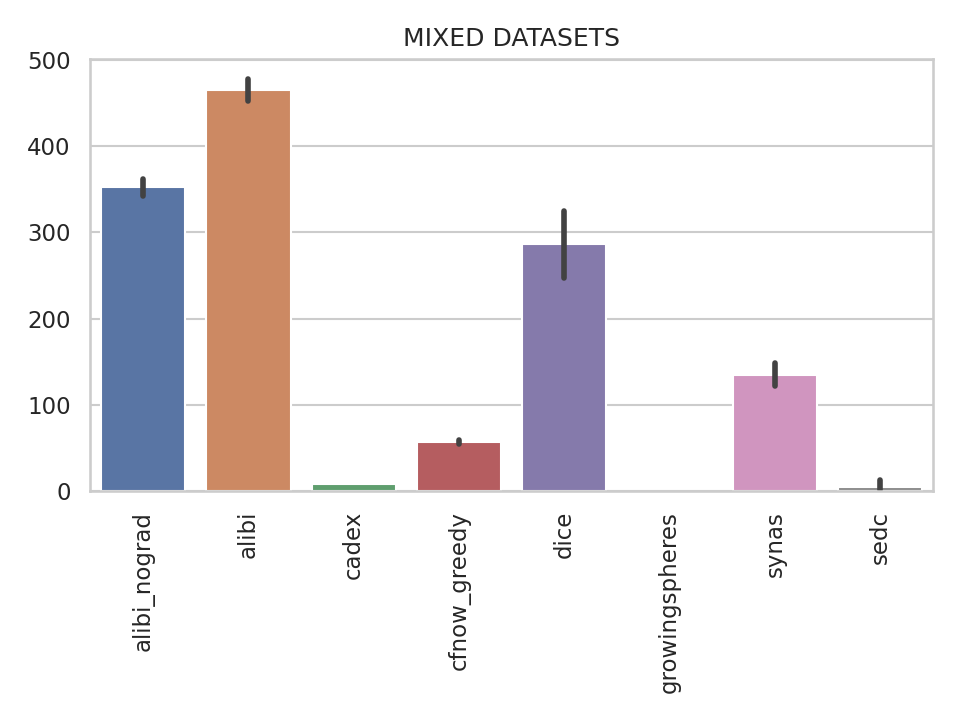 MIXED DATASETS
500
400
300
200
100
0
alibi_nograd
alibi
cadex
cfnow_greedy
dice
growingspheres
synas
sedc